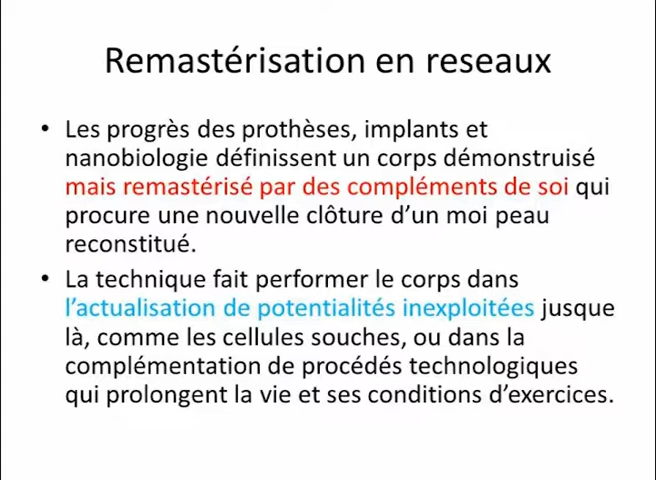 Remastérisation en reseaux
• Les progrès des prothèses, implants et
nanobiologie définissent un corps démonstruisé
mais remastérisé par des compléments de soi qui
procure une nouvelle clôture d'un moi peau
reconstitué.
• La technique fait performer le corps dans
l'actualisation de potentialités inexploitées jusque
là, comme les cellules souches, ou dans la
complémentation de procédés technologiques
qui prolongent la vie et ses conditions d'exercices.